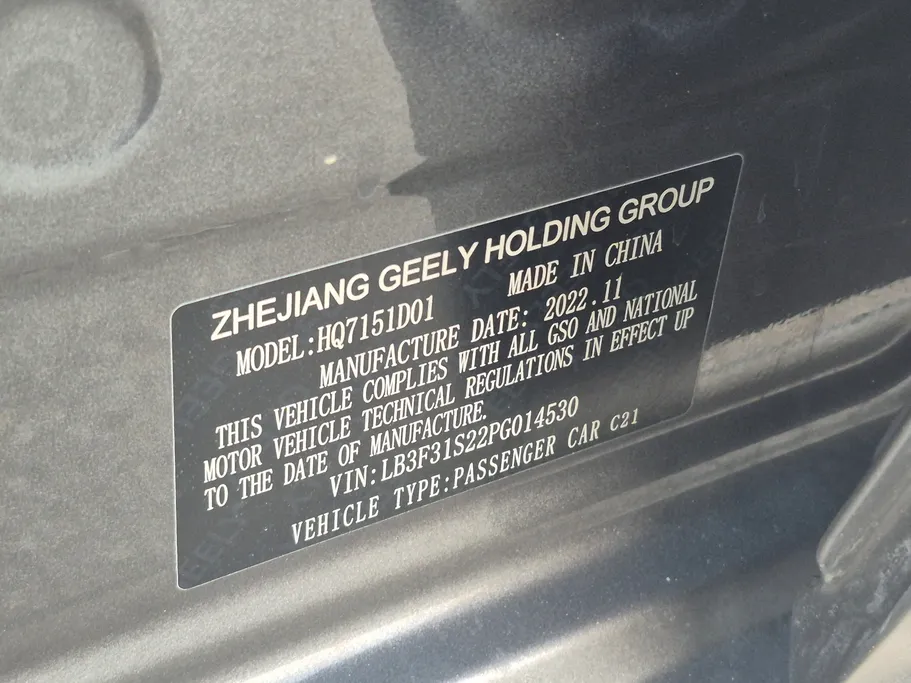 ZHEJIANG GEELY HOLDING GROUP
MODEL:HQ7151D01 MADE IN CHINA
MANUFACTURE DATE: 2022.11
THIS VEHICLE COMPLIES WITH ALL GSO AND NATIONAL
MOTOR VEHICLE TECHNICAL REGULATIONS IN EFFECT UP
TO THE DATE OF MANUFACTURE.
VIN:LB3F31S22PG014530
VEHICLE TYPE:PASSENGER CAR C21